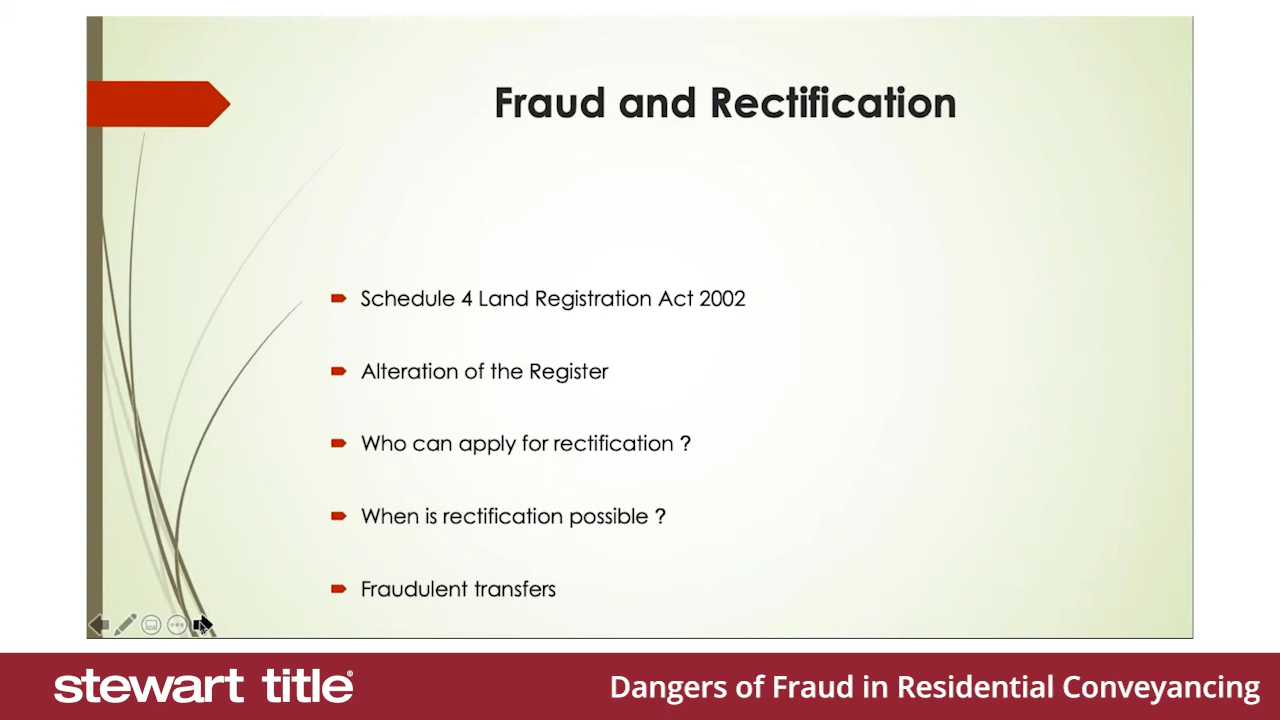 Fraud and Rectification
Schedule 4 Land Registration Act 2002
Alteration of the Register
Who can apply for rectification ?
When is rectification possible ?
Fraudulent transfers
stewart title®
Dangers of Fraud in Residential Conveyancing